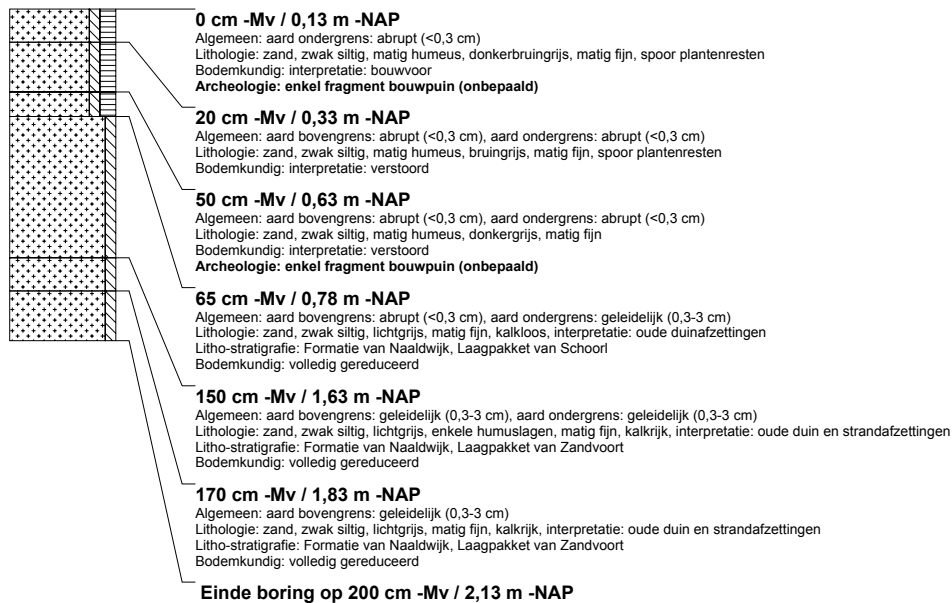 0 cm -Mv / 0,13 m -NAP
Algemeen: aard ondergrens: abrupt (<0,3 cm)
Lithologie: zand, zwak siltig, matig humeus, donkerbruingrijs, matig fijn, spoor plantenresten
Bodemkundig: interpretatie: bouwvoor
Archeologie: enkel fragment bouwpuin (onbepaald)
20 cm -Mv / 0,33 m -NAP
Algemeen: aard bovengrens: abrupt (<0,3 cm), aard ondergrens: abrupt (<0,3 cm)
Lithologie: zand, zwak siltig, matig humeus, bruingrijs, matig fijn, spoor plantenresten
Bodemkundig: interpretatie: verstoord
50 cm -Mv / 0,63 m -NAP
Algemeen: aard bovengrens: abrupt (<0,3 cm), aard ondergrens: abrupt (<0,3 cm)
Lithologie: zand, zwak siltig, matig humeus, donkergrijs, matig fijn
Bodemkundig: interpretatie: verstoord
Archeologie: enkel fragment bouwpuin (onbepaald)
65 cm -Mv / 0,78 m -NAP
Algemeen: aard bovengrens: abrupt (<0,3 cm), aard ondergrens: geleidelijk (0,3-3 cm)
Lithologie: zand, zwak siltig, lichtgrijs, matig fijn, kalkloos, interpretatie: oude duinafzettingen
Litho-stratigrafie: Formatie van Naaldwijk, Laagpakket van Schoorl
Bodemkundig: volledig gereduceerd
150 cm -Mv / 1,63 m -NAP
Algemeen: aard bovengrens: geleidelijk (0,3-3 cm), aard ondergrens: geleidelijk (0,3-3 cm)
Lithologie: zand, zwak siltig, lichtgrijs, enkele humuslagen, matig fijn, kalkrijk, interpretatie: oude duin en strandafzettingen
Litho-stratigrafie: Formatie van Naaldwijk, Laagpakket van Zandvoort
Bodemkundig: volledig gereduceerd
170 cm -Mv / 1,83 m -NAP
Algemeen: aard bovengrens: geleidelijk (0,3-3 cm)
Lithologie: zand, zwak siltig, lichtgrijs, matig fijn, kalkrijk, interpretatie: oude duin en strandafzettingen
Litho-stratigrafie: Formatie van Naaldwijk, Laagpakket van Zandvoort
Bodemkundig: volledig gereduceerd
Einde boring op 200 cm -Mv / 2,13 m -NAP